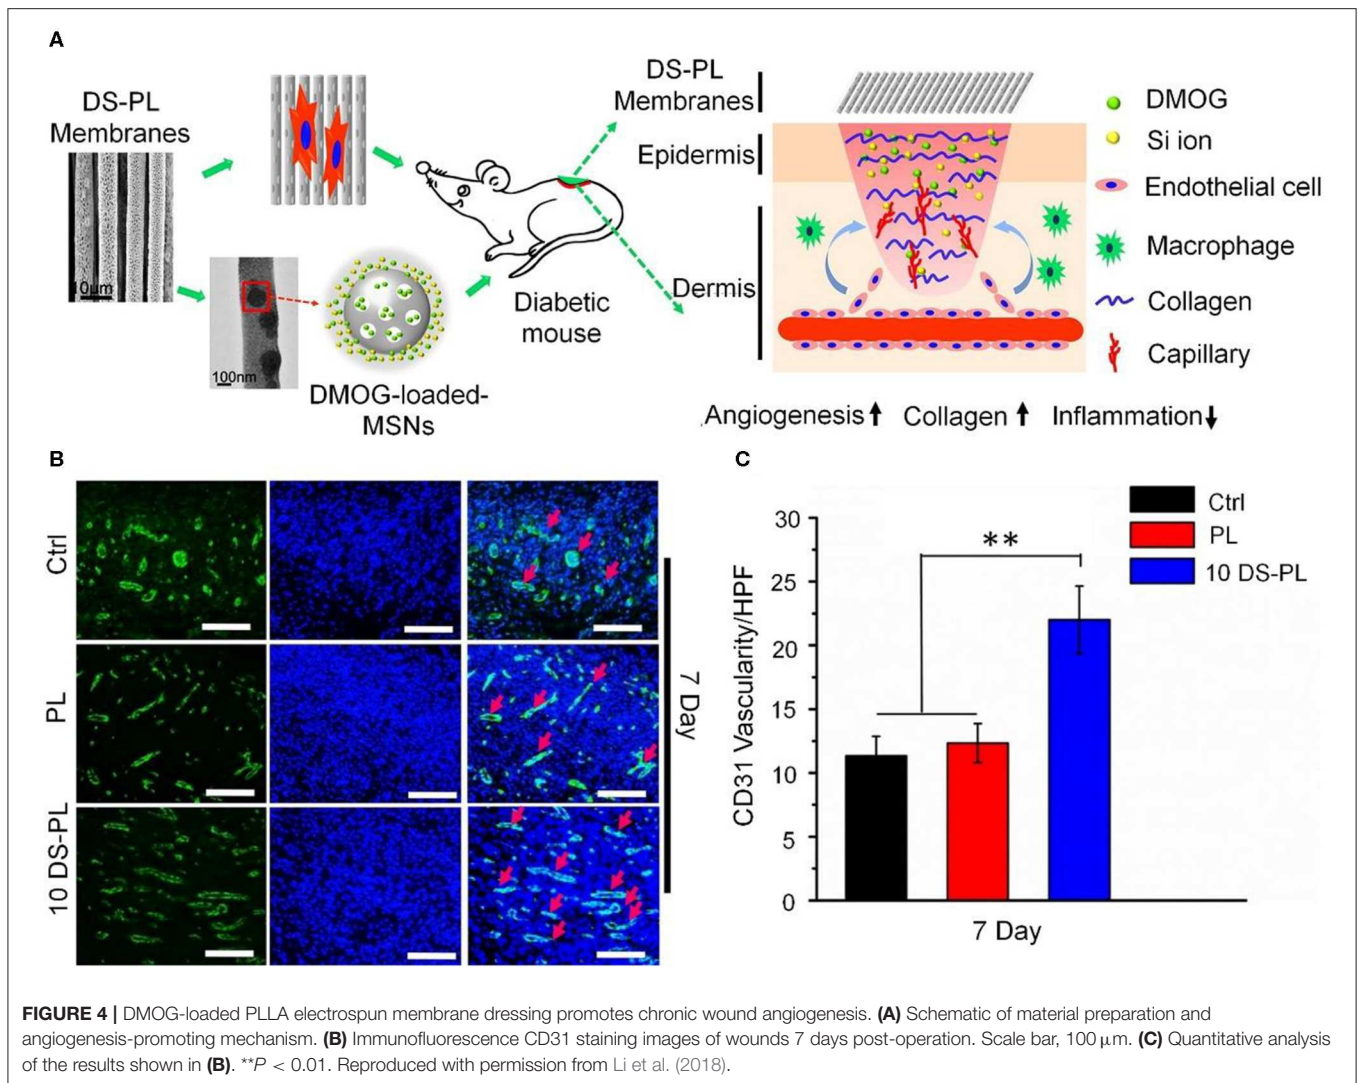 A
DS-PL
Membranes
10µm
100nm
DMOG-loaded-
MSNs
Diabetic
mouse
DS-PL
Membranes
Epidermis
Dermis
DMOG
Si ion
Endothelial cell
Macrophage
Collagen
Capillary
Angiogenesis↑ Collagen↑ Inflammation↓
B
Ctrl
PL
10 DS-PL
7 Day
C
Ctrl
PL
10 DS-PL
**
CD31 Vascularity/HPF
30
25
20
15
10
5
0
7 Day
FIGURE 4 | DMOG-loaded PLLA electrospun membrane dressing promotes chronic wound angiogenesis. (A) Schematic of material preparation and
angiogenesis-promoting mechanism. (B) Immunofluorescence CD31 staining images of wounds 7 days post-operation. Scale bar, 100 µm. (C) Quantitative analysis
of the results shown in (B). **P < 0.01. Reproduced with permission from Li et al. (2018).